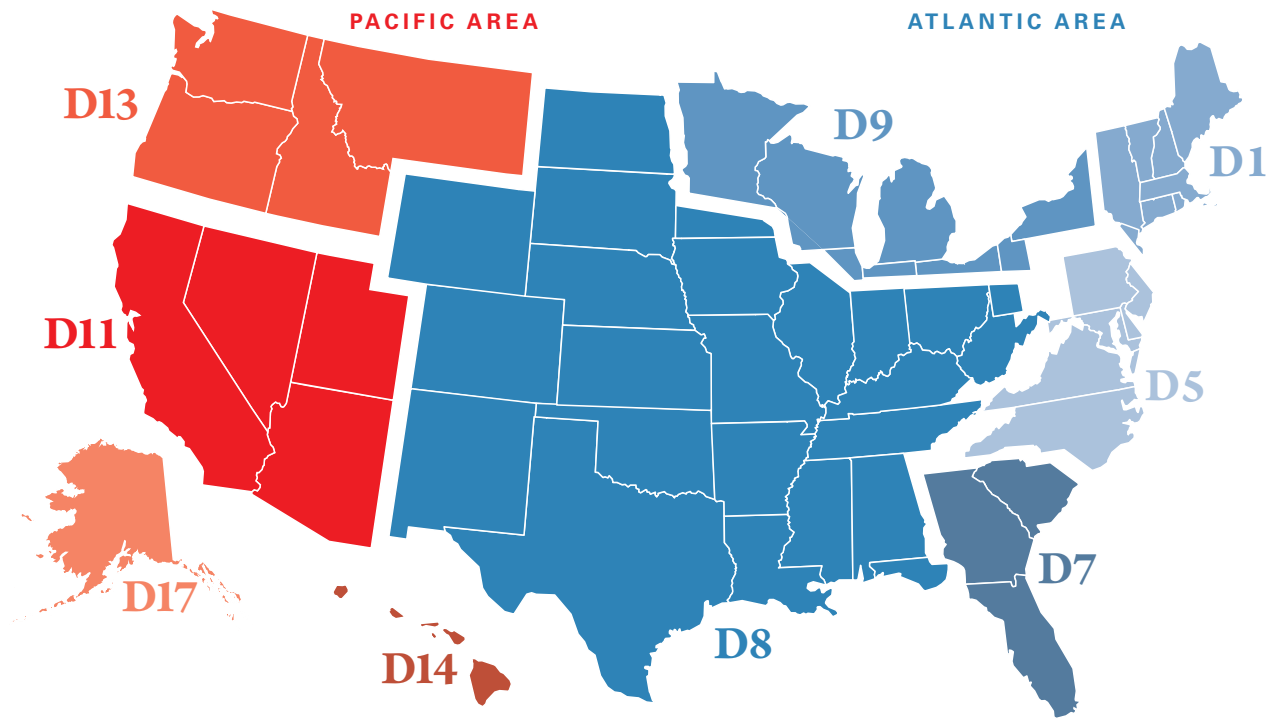 PACIFIC AREA
ATLANTIC AREA
D13
D9
D1
D11
D5
D17
D7
D8
D14